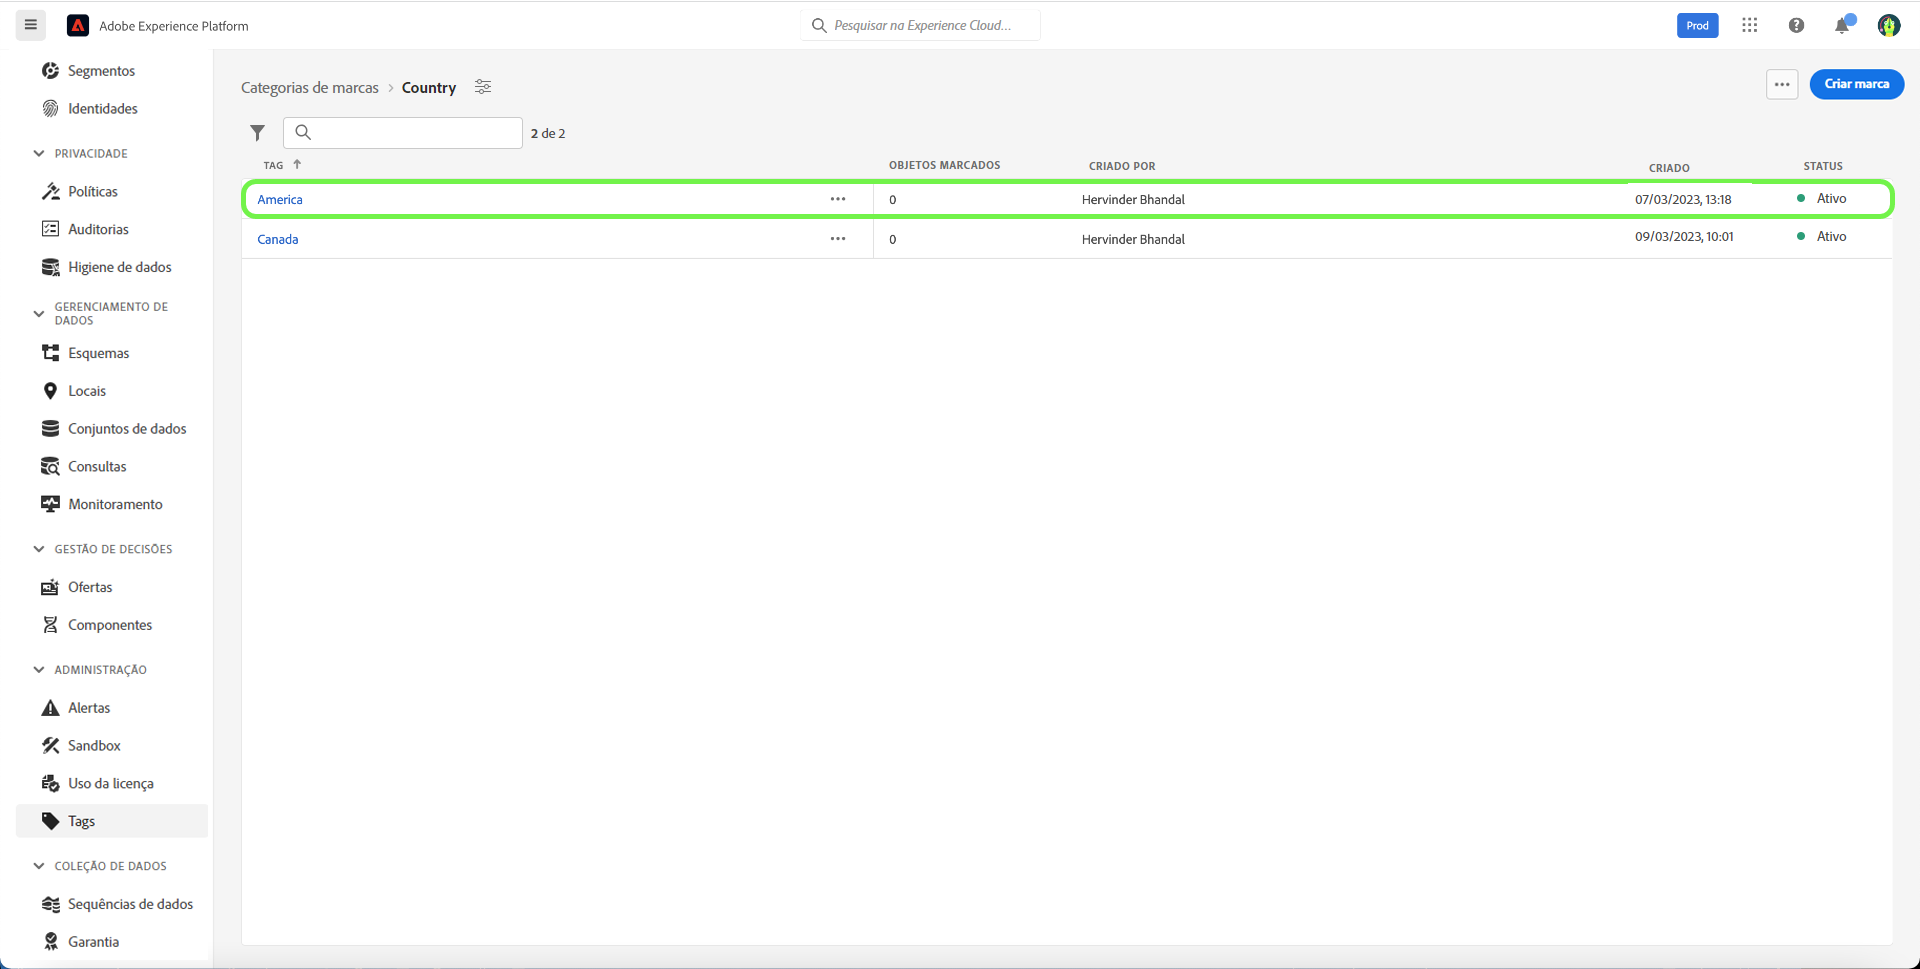 Adobe Experience Platform
Pesquisar na Experience Cloud...
Prod
Segmentos
Identidades
PRIVACIDADE
Políticas
Auditorias
Higiene de dados
GERENCIAMENTO DE
DADOS
Esquemas
Locais
Conjuntos de dados
Consultas
Monitoramento
GESTÃO DE DECISÕES
Ofertas
Componentes
ADMINISTRAÇÃO
Alertas
Sandbox
Uso da licença
Tags
COLEÇÃO DE DADOS
Sequências de dados
Garantia
Categorias de marcas > Country
Criar marca
2 de 2
TAG OBJETOS MARCADOS CRIADO POR CRIADO STATUS
America 0 Hervinder Bhandal 07/03/2023, 13:18 Ativo
Canada 0 Hervinder Bhandal 09/03/2023, 10:01 Ativo